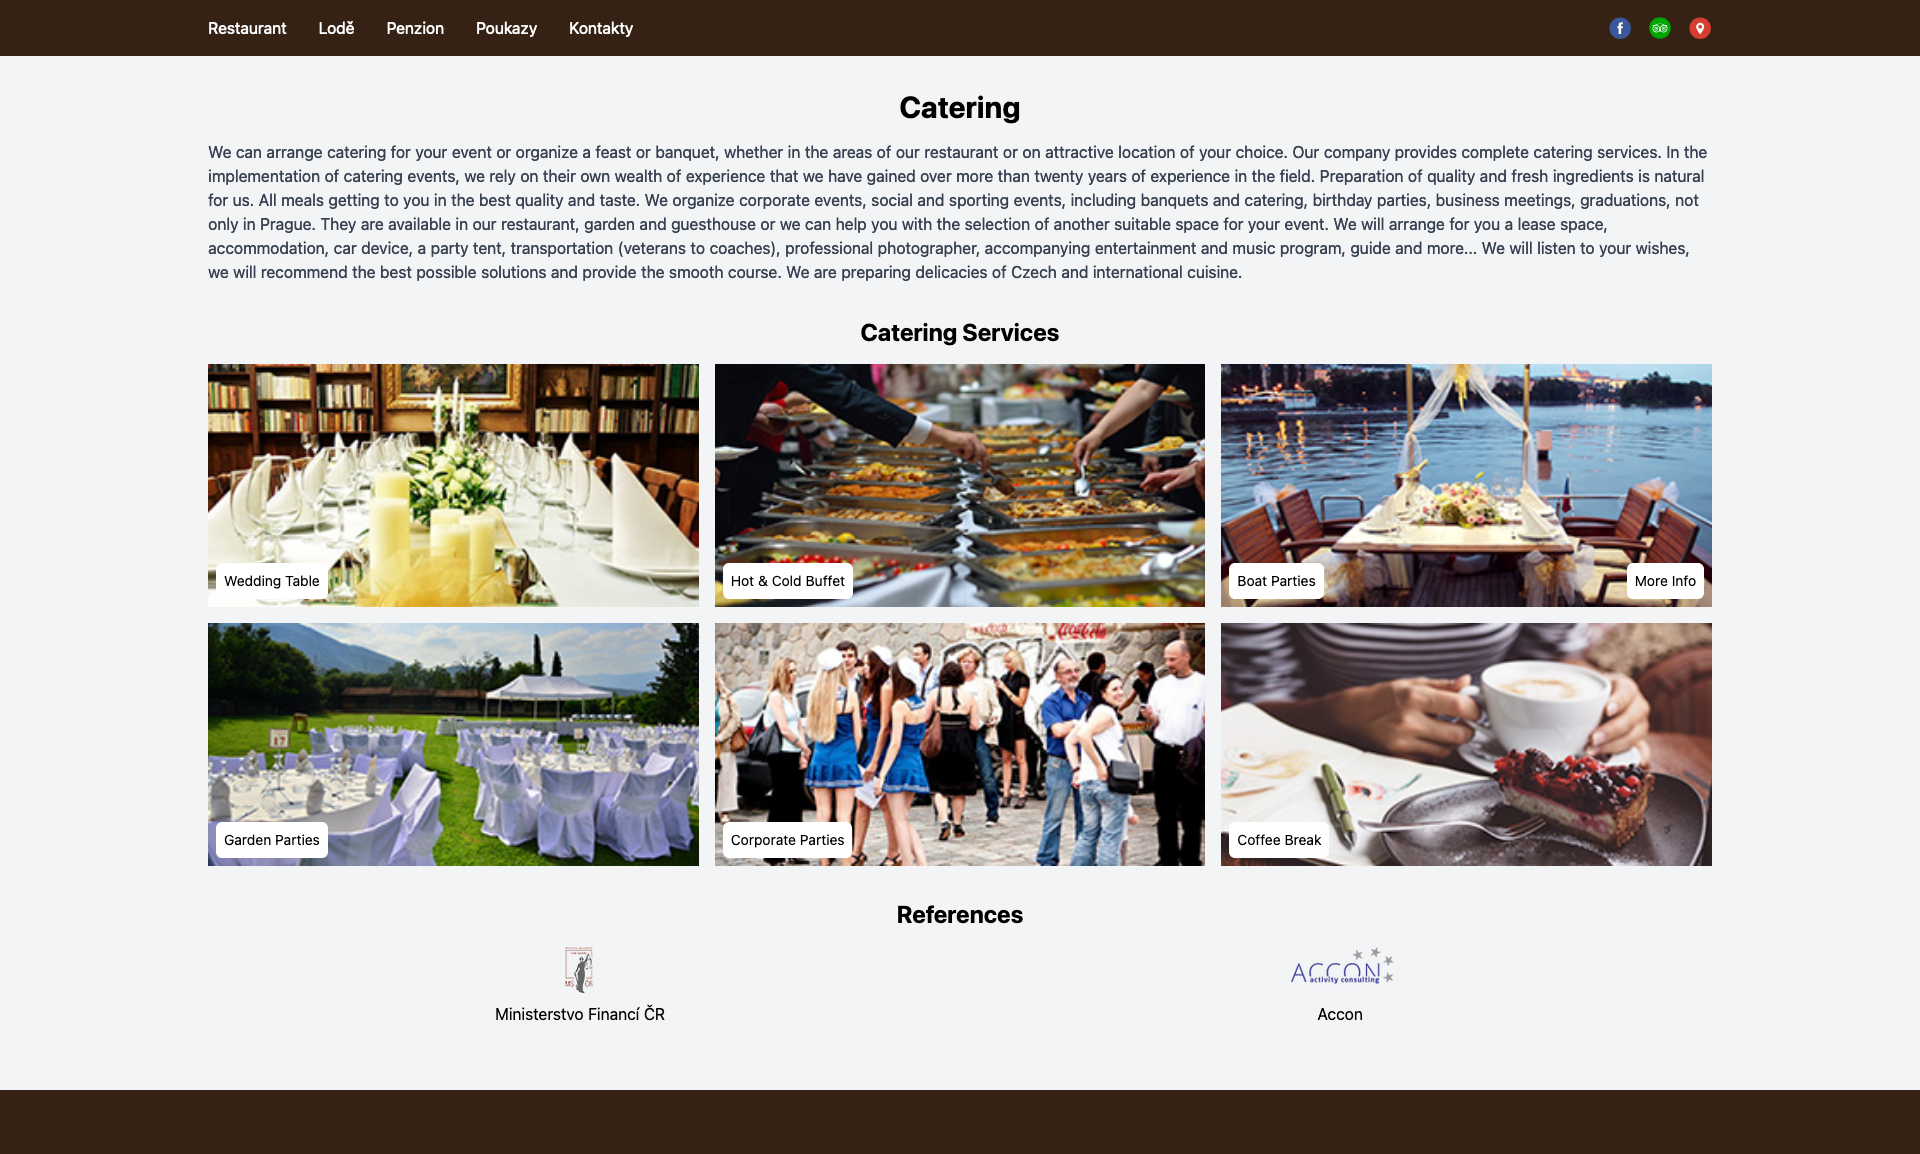 Restaurant Lodě Penzion Poukazy Kontakty
Catering
We can arrange catering for your event or organize a feast or banquet, whether in the areas of our restaurant or on attractive location of your choice. Our company provides complete catering services. In the
implementation of catering events, we rely on their own wealth of experience that we have gained over more than twenty years of experience in the field. Preparation of quality and fresh ingredients is natural
for us. All meals getting to you in the best quality and taste. We organize corporate events, social and sporting events, including banquets and catering, birthday parties, business meetings, graduations, not
only in Prague. They are available in our restaurant, garden and guesthouse or we can help you with the selection of another suitable space for your event. We will arrange for you a lease space,
accommodation, car device, a party tent, transportation (veterans to coaches), professional photographer, accompanying entertainment and music program, guide and more... We will listen to your wishes,
we will recommend the best possible solutions and provide the smooth course. We are preparing delicacies of Czech and international cuisine.
Catering Services
Wedding Table
Hot & Cold Buffet
Boat Parties
More Info
Coca-Cola
Garden Parties
Corporate Parties
Coffee Break
References
MS ČR
ACCON
activity consulting
Ministerstvo Financí ČR
Accon